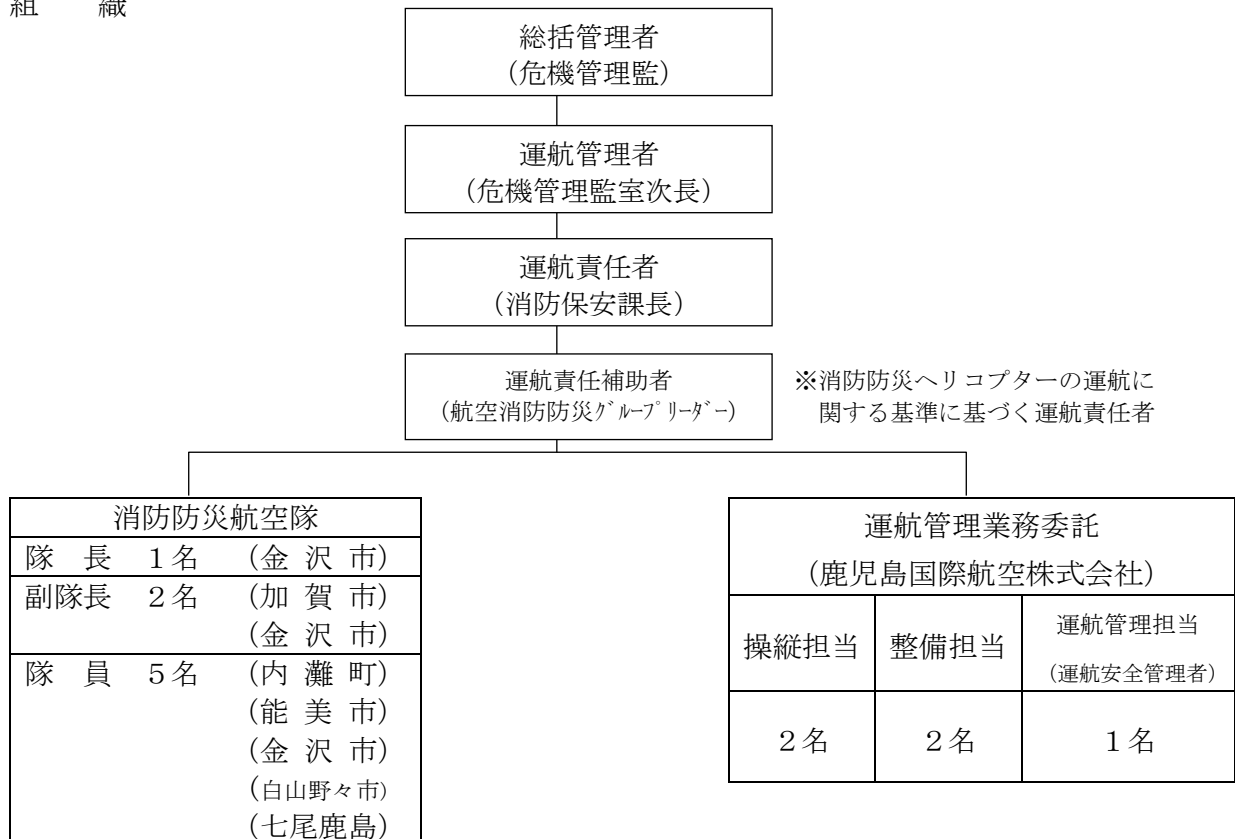 組　　織
総括管理者
（危機管理監）
運航管理者
（危機管理監室次長）
運航責任者
（消防保安課長）
運航責任補助者
（航空消防防災ｸﾞﾙｰﾌﾟﾘｰﾀﾞｰ）
※消防防災ヘリコプターの運航に
関する基準に基づく運航責任者
消防防災航空隊
隊　長　１名　（金 沢 市）
副隊長　２名　（加 賀 市）
（金 沢 市）
隊　員　５名　（内 灘 町）
（能 美 市）
（金 沢 市）
（白山野々市）
（七尾鹿島）
運航管理業務委託
（鹿児島国際航空株式会社）
操縦担当　整備担当　運航管理担当
（運航安全管理者）
２名　２名　１名